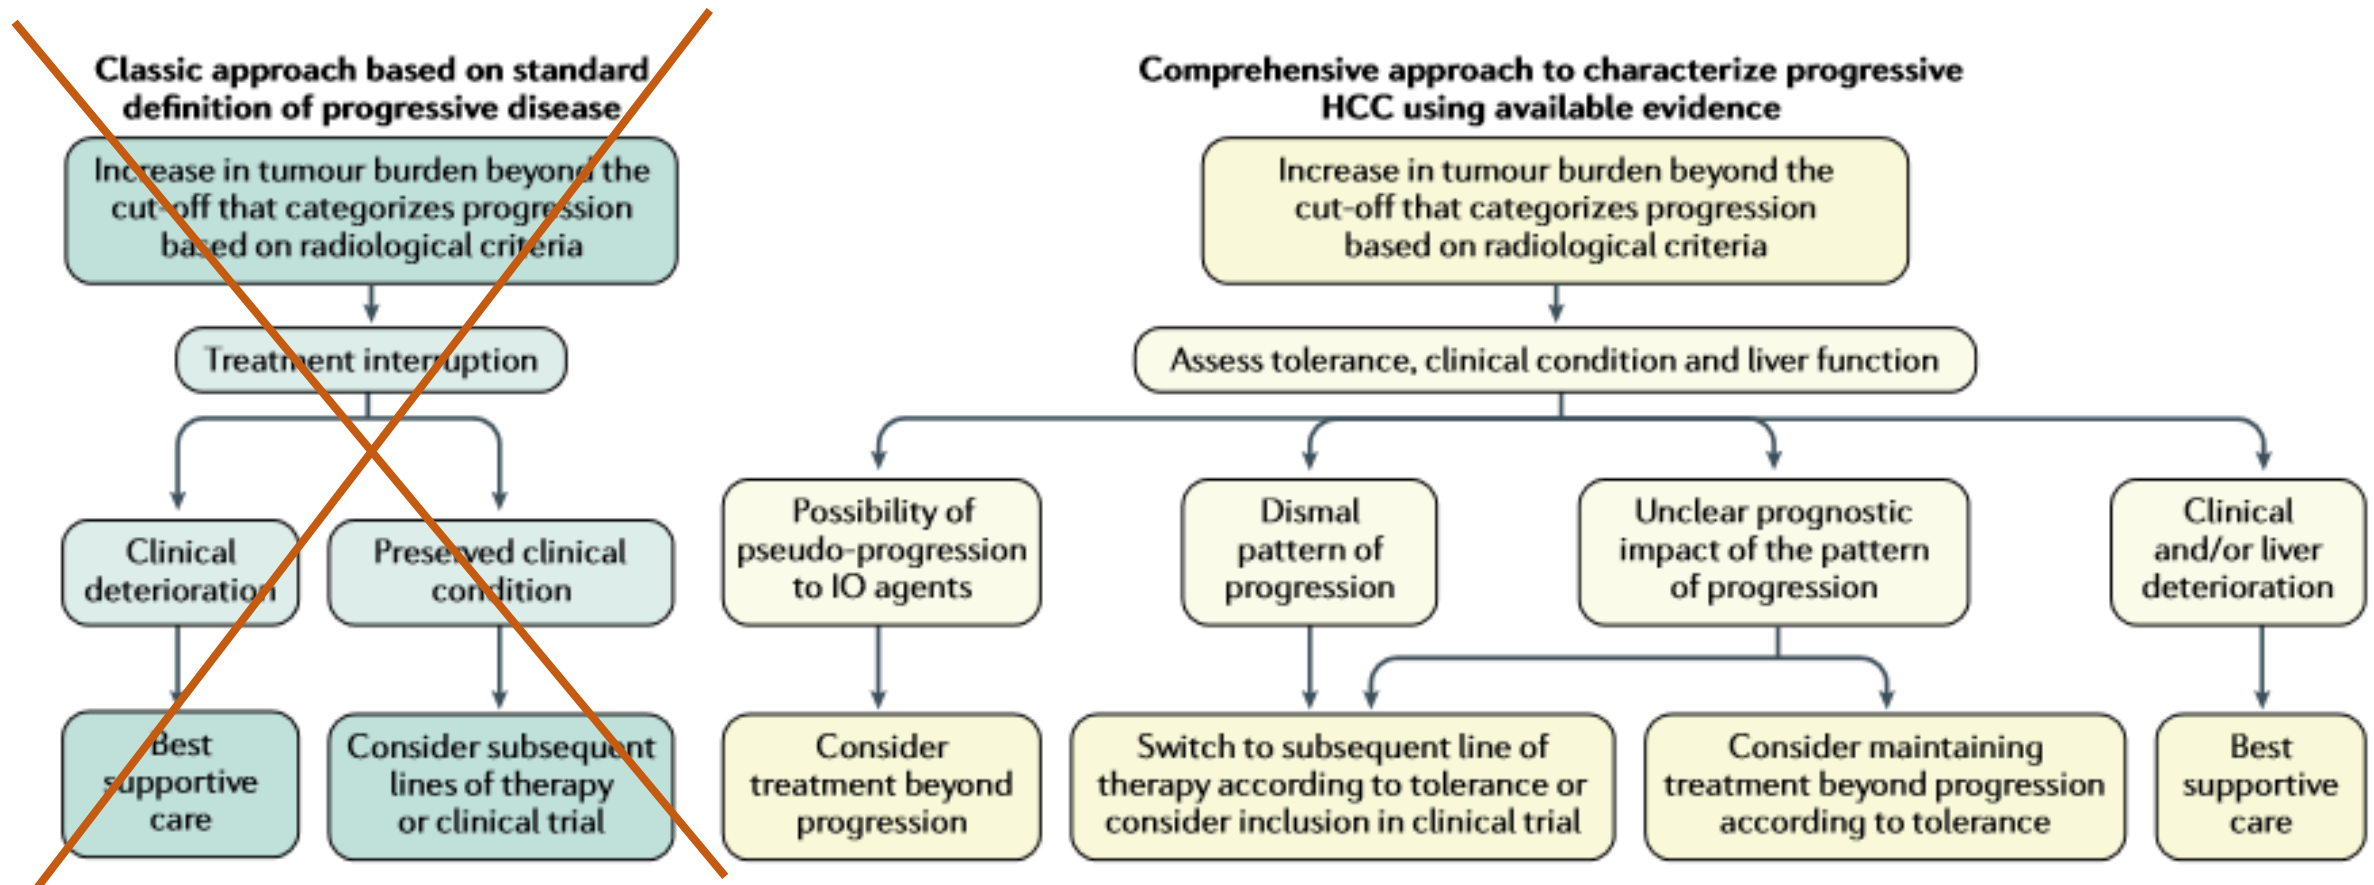 Classic approach based on standard
definition of progressive disease
Increase in tumour burden beyond the
cut-off that categorizes progression
based on radiological criteria
Treatment interruption
Clinical
deterioration
Preserved clinical
condition
Best
supportive
care
Consider subsequent
lines of therapy
or clinical trial
Comprehensive approach to characterize progressive
HCC using available evidence
Increase in tumour burden beyond the
cut-off that categorizes progression
based on radiological criteria
Assess tolerance, clinical condition and liver function
Possibility of
pseudo-progression
to IO agents
Dismal
pattern of
progression
Unclear prognostic
impact of the pattern
of progression
Clinical
and/or liver
deterioration
Consider
treatment beyond
progression
Switch to subsequent line of
therapy according to tolerance or
consider inclusion in clinical trial
Consider maintaining
treatment beyond progression
according to tolerance
Best
supportive
care